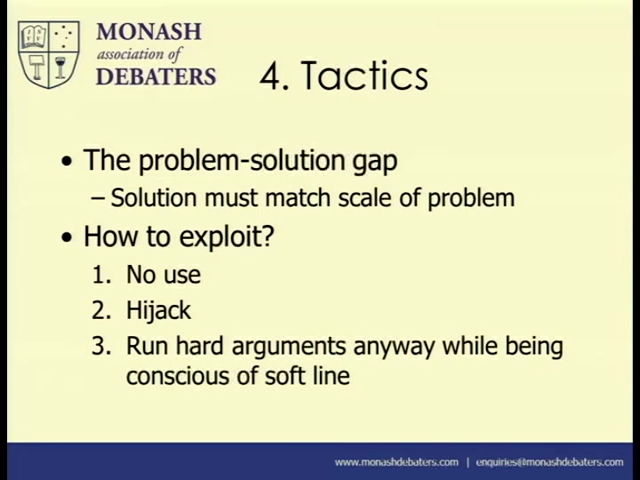 MONASH
association of
DEBATERS
4. Tactics
• The problem-solution gap
– Solution must match scale of problem
• How to exploit?
1. No use
2. Hijack
3. Run hard arguments anyway while being
conscious of soft line
www.monashdebaters.com | enquiries@monashdebaters.com